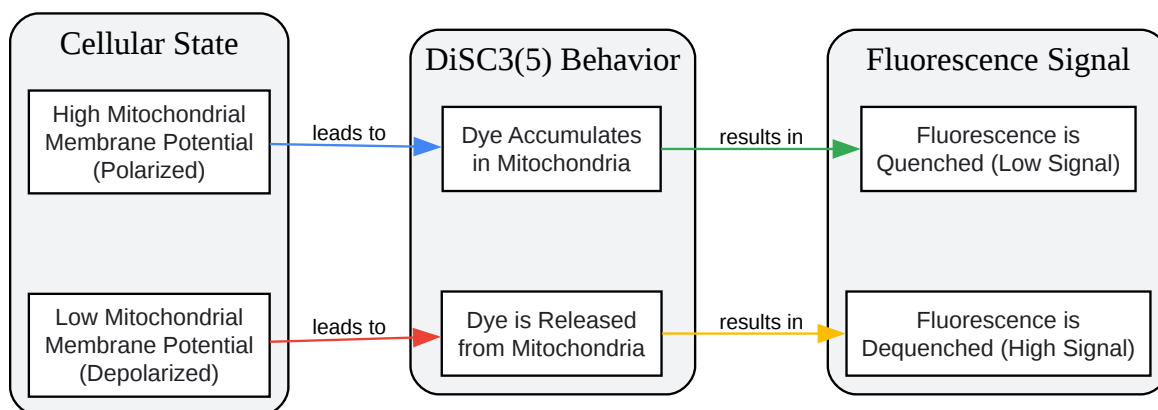 Cellular State
High Mitochondrial
Membrane Potential
(Polarized)
Low Mitochondrial
Membrane Potential
(Depolarized)
leads to
leads to
DiSC3(5) Behavior
Dye Accumulates
in Mitochondria
Dye is Released
from Mitochondria
results in
results in
Fluorescence Signal
Fluorescence is
Quenched (Low Signal)
Fluorescence is
Dequenched (High Signal)